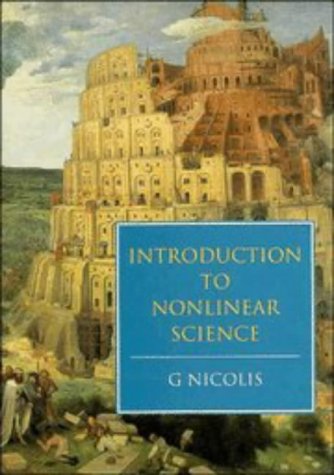 INTRODUCTION
TO
NONLINEAR
SCIENCE
G NICOLIS